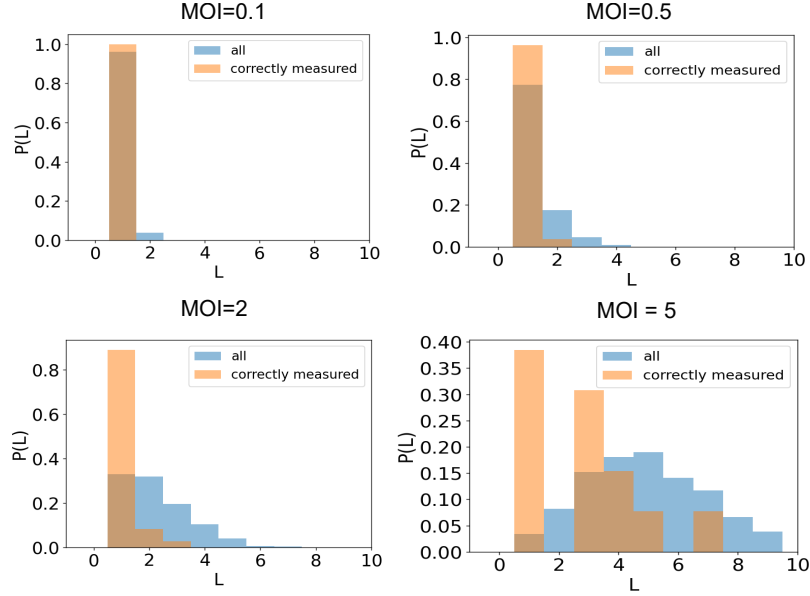 MOI=0.1
all
correctly measured
P(L)
1.0
0.8
0.6
0.4
0.2
0.0
0 2 4 6 8 10
L
MOI=0.5
all
correctly measured
P(L)
1.0
0.8
0.6
0.4
0.2
0.0
0 2 4 6 8 10
L
MOI=2
all
correctly measured
P(L)
0.8
0.6
0.4
0.2
0.0
0 2 4 6 8 10
L
MOI = 5
all
correctly measured
P(L)
0.40
0.35
0.30
0.25
0.20
0.15
0.10
0.05
0.00
0 2 4 6 8 10
L